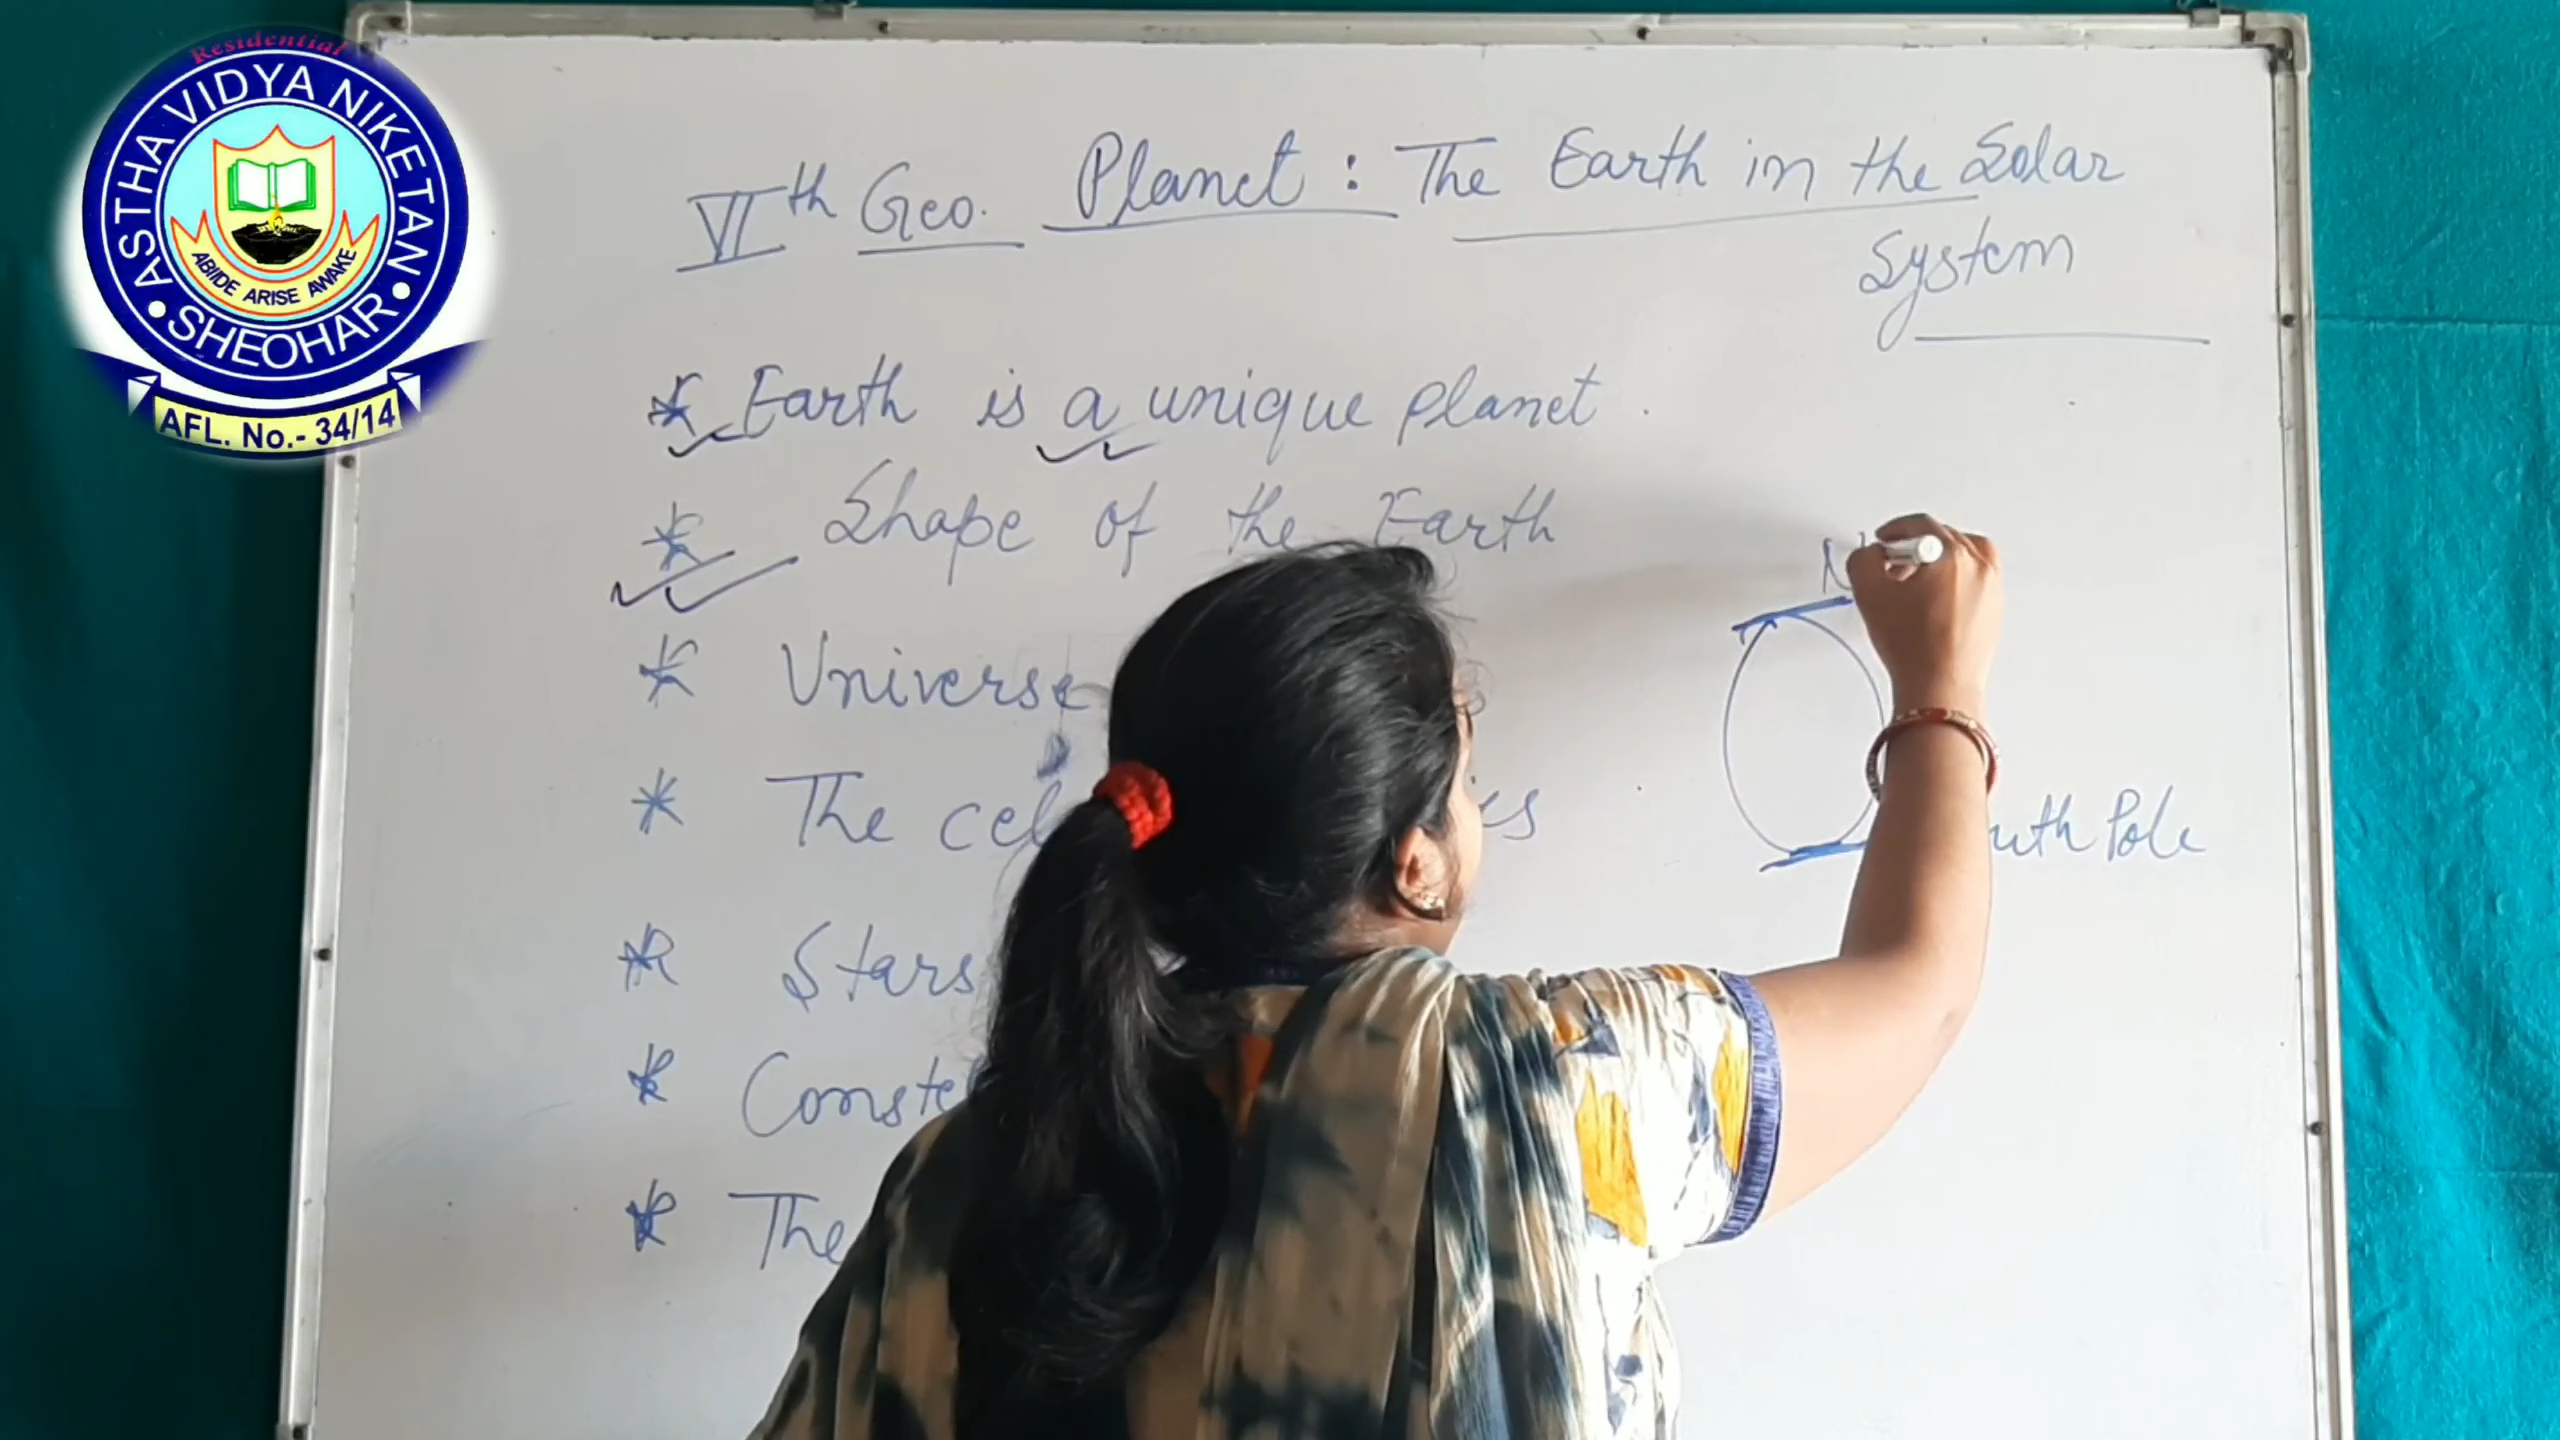 Residential
ASTHA VIDYA NIKETAN
SHEOHAR
ABIIDE ARISE AWAKE
AFL. No.- 34/14
VIth Geo. Planet : The Earth in the Solar
System
* Earth is a unique planet .
* Shape of the Earth
N
* Universe
* The cel
uth Pole
* Stars
* Conste
* The